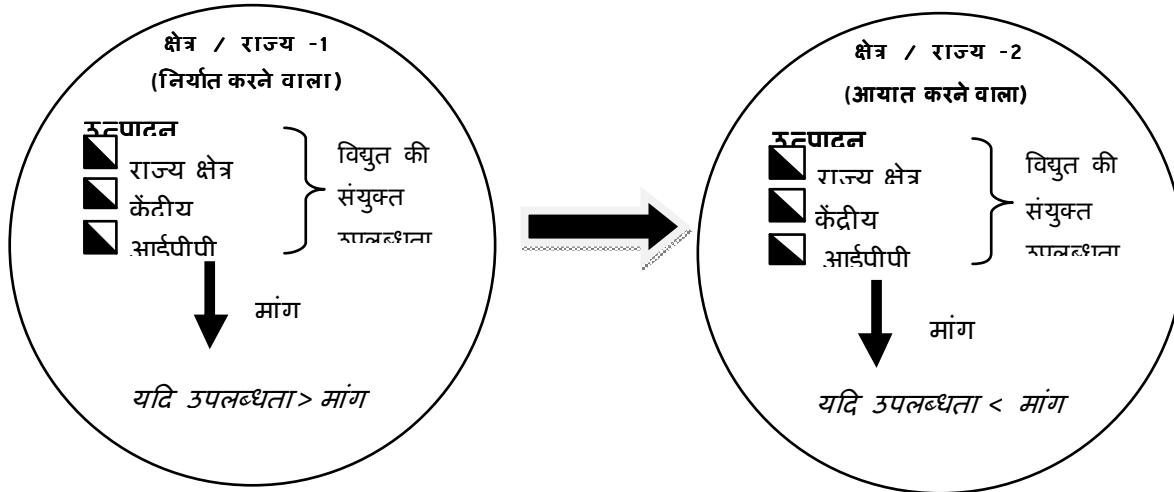 क्षेत्र / राज्य -1
(निर्यात करने वाला)
उत्पादन
राज्य क्षेत्र
केंद्रीय
आईपीपी
विद्युत की
संयुक्त
उपलब्धता
मांग
यदि उपलब्धता > मांग
क्षेत्र / राज्य -2
(आयात करने वाला)
उत्पादन
राज्य क्षेत्र
केंद्रीय
आईपीपी
विद्युत की
संयुक्त
उपलब्धता
मांग
यदि उपलब्धता < मांग